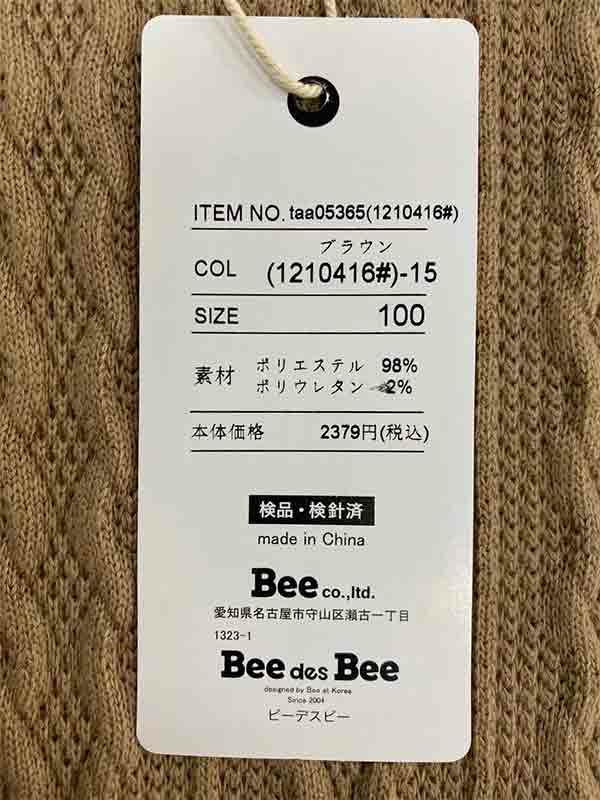 ITEM NO. taa05365(1210416#)
ブラウン
COL (1210416#)-15
SIZE 100
素材 ポリエステル 98%
ポリウレタン 2%
本体価格 2379円(税込)
検品・検針済
made in China
Bee co.,ltd.
愛知県名古屋市守山区瀬古一丁目
1323-1
Bee des Bee
designed by Bee at Korea
Since 2004
ビーデスビー